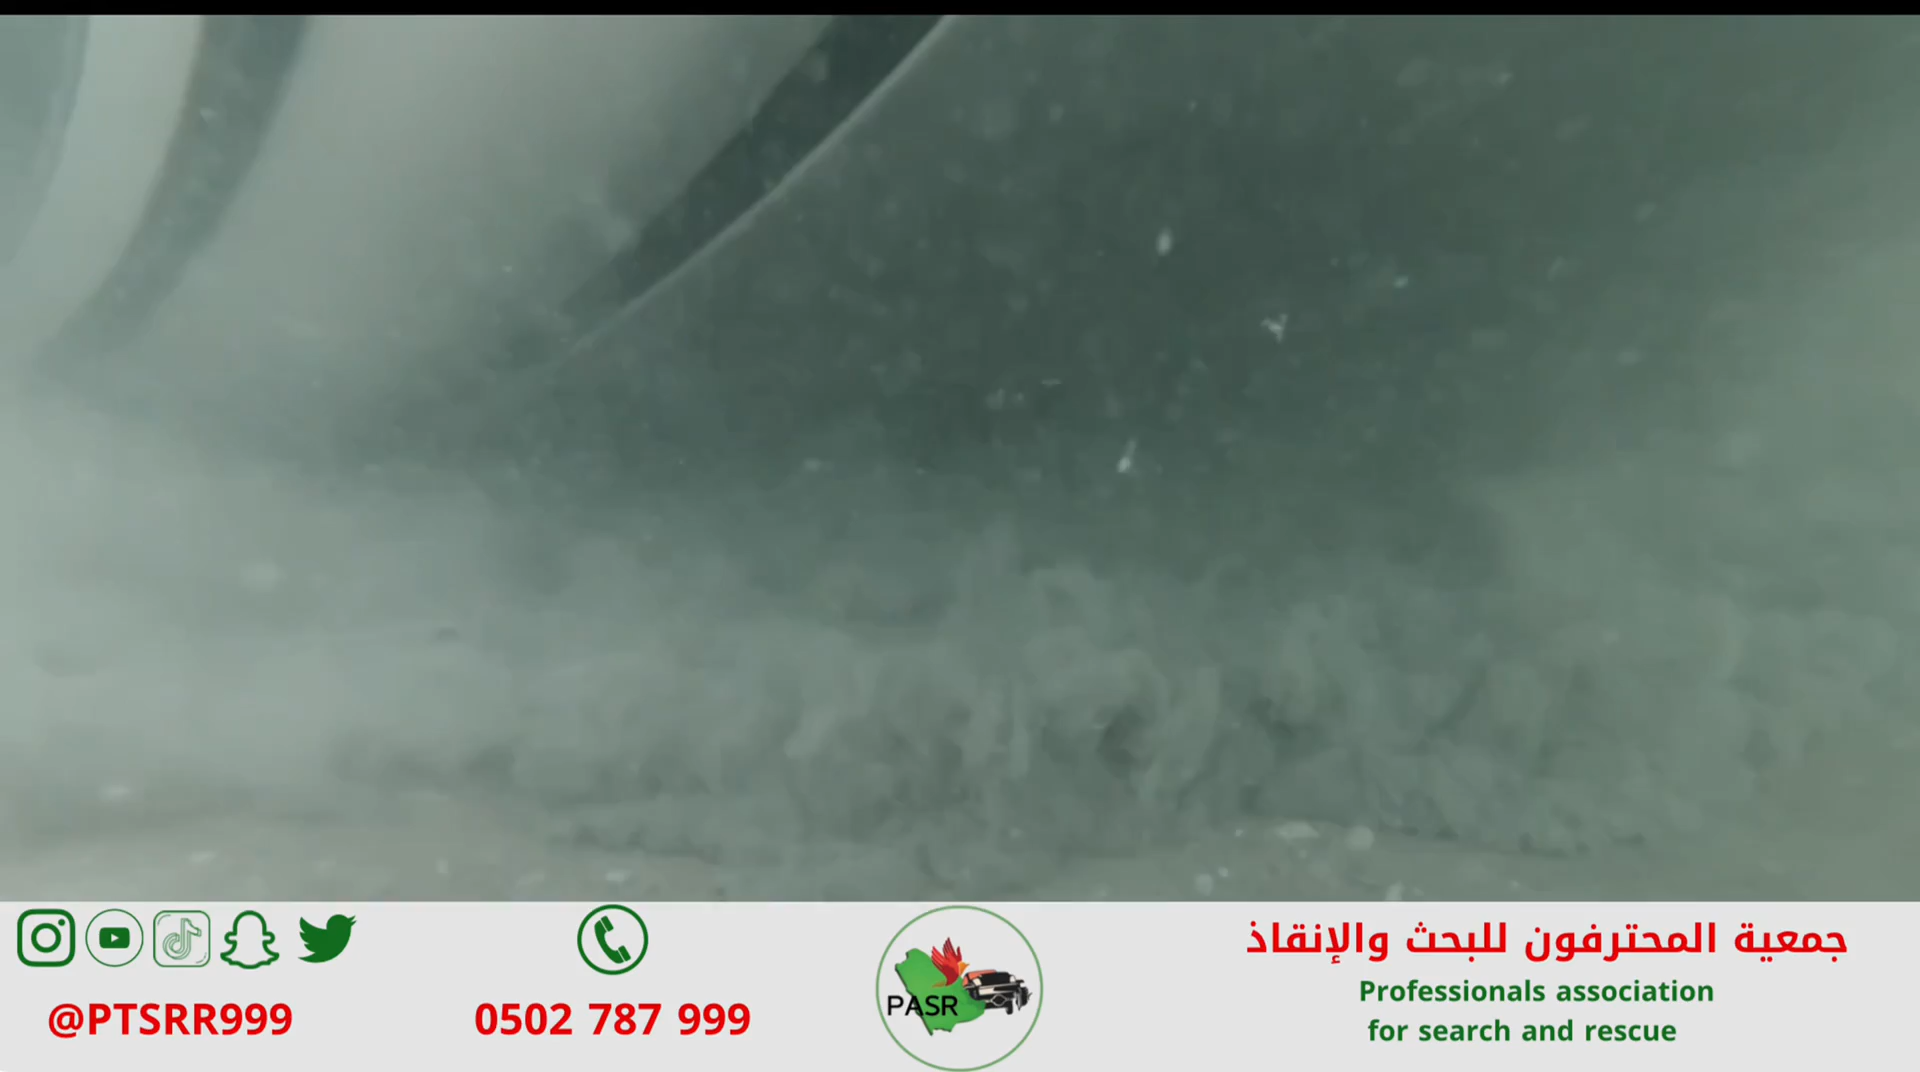 @PTSRR999
0502 787 999
PASR
جمعية المحترفون للبحث والإنقاذ
Professionals association
for search and rescue